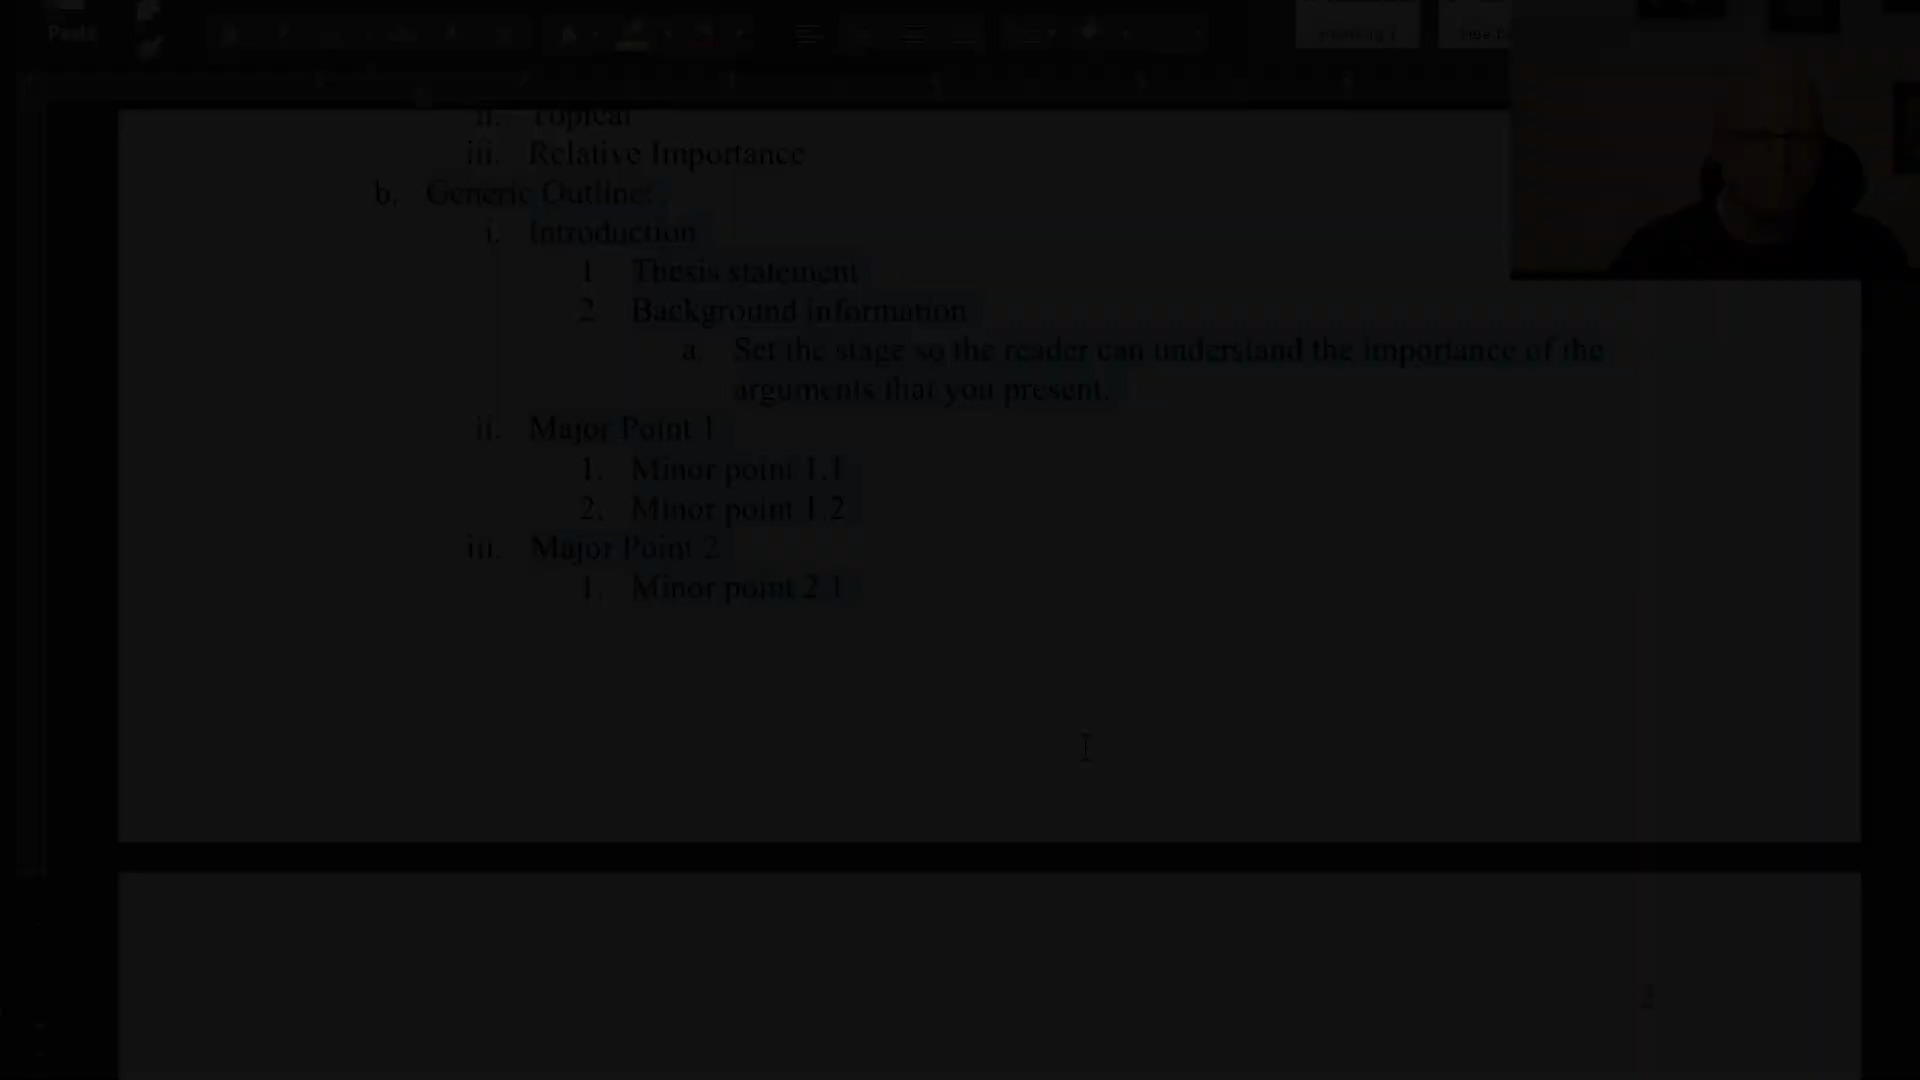 Paste
ii. Topical
iii. Relative Importance
b. Generic Outline:
i. Introduction
1 Thesis statement
2 Background information
a. Set the stage so the reader can understand the importance of the
arguments that you present.
ii. Major Point 1
1. Minor point 1.1
2. Minor point 1.2
iii. Major Point 2
1. Minor point 2.1
2